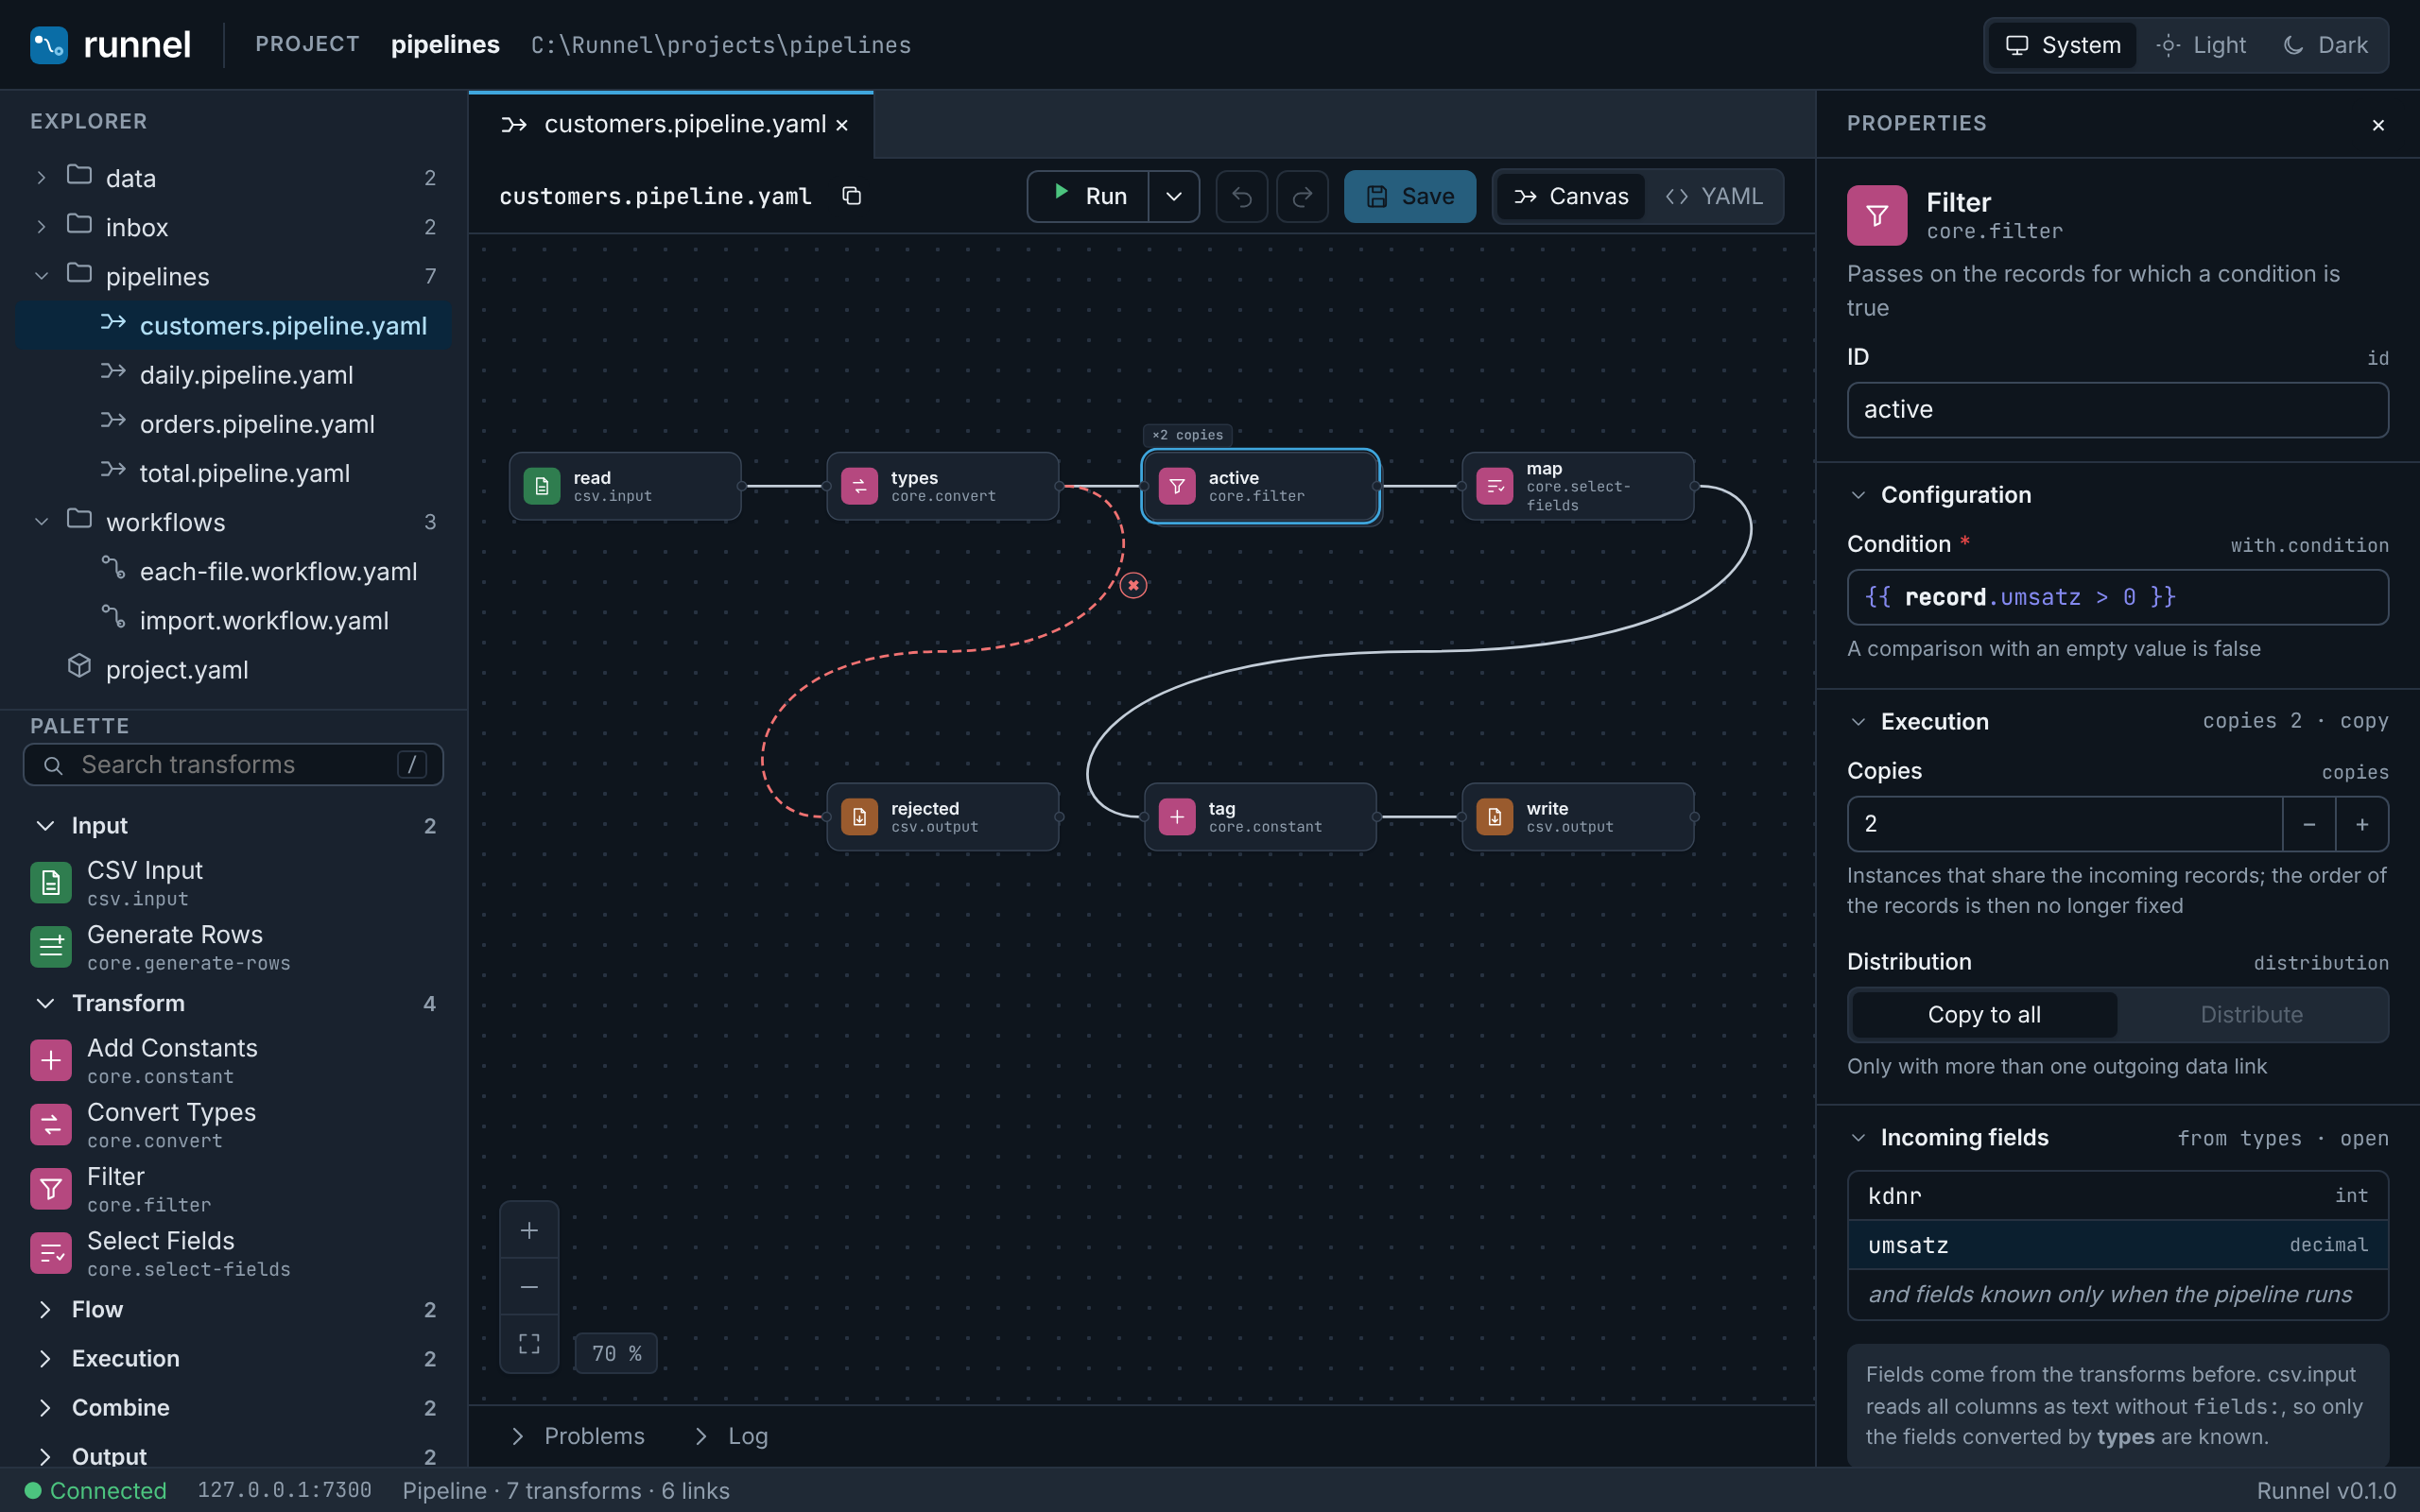 runnel
PROJECT pipelines C:\Runnel\projects\pipelines
System Light Dark
EXPLORER
data 2
inbox 2
pipelines 7
customers.pipeline.yaml
daily.pipeline.yaml
orders.pipeline.yaml
total.pipeline.yaml
workflows 3
each-file.workflow.yaml
import.workflow.yaml
project.yaml
PALETTE
Search transforms /
Input 2
CSV Input
csv.input
Generate Rows
core.generate-rows
Transform 4
Add Constants
core.constant
Convert Types
core.convert
Filter
core.filter
Select Fields
core.select-fields
Flow 2
Execution 2
Combine 2
Output 2
customers.pipeline.yaml ×
customers.pipeline.yaml
Run
Save
Canvas
YAML
×2 copies
read
csv.input
types
core.convert
active
core.filter
map
core.select-
fields
rejected
csv.output
tag
core.constant
write
csv.output
70 %
Problems
Log
PROPERTIES ×
Filter
core.filter
Passes on the records for which a condition is
true
ID id
active
Configuration
Condition * with.condition
{{ record.umsatz > 0 }}
A comparison with an empty value is false
Execution copies 2 · copy
Copies copies
2 − +
Instances that share the incoming records; the order of
the records is then no longer fixed
Distribution distribution
Copy to all Distribute
Only with more than one outgoing data link
Incoming fields from types · open
kdnr int
umsatz decimal
and fields known only when the pipeline runs
Fields come from the transforms before. csv.input
reads all columns as text without fields:, so only
the fields converted by types are known.
Connected 127.0.0.1:7300 Pipeline · 7 transforms · 6 links
Runnel v0.1.0